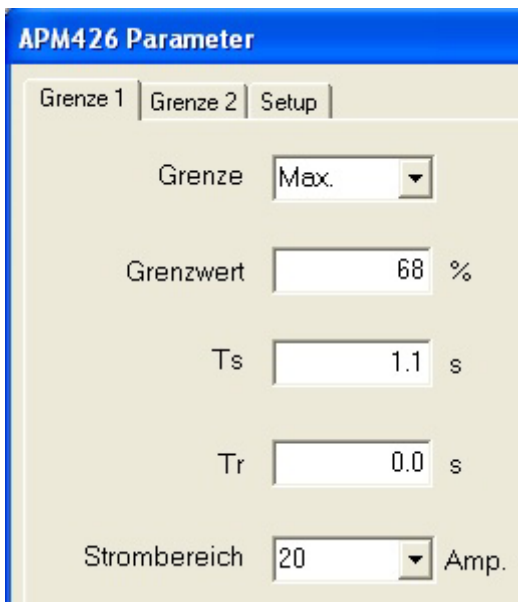 APM426 Parameter
Grenze 1 Grenze 2 Setup
Grenze Max.
Grenzwert 68 %
Ts 1.1 s
Tr 0.0 s
Strombereich 20 Amp.